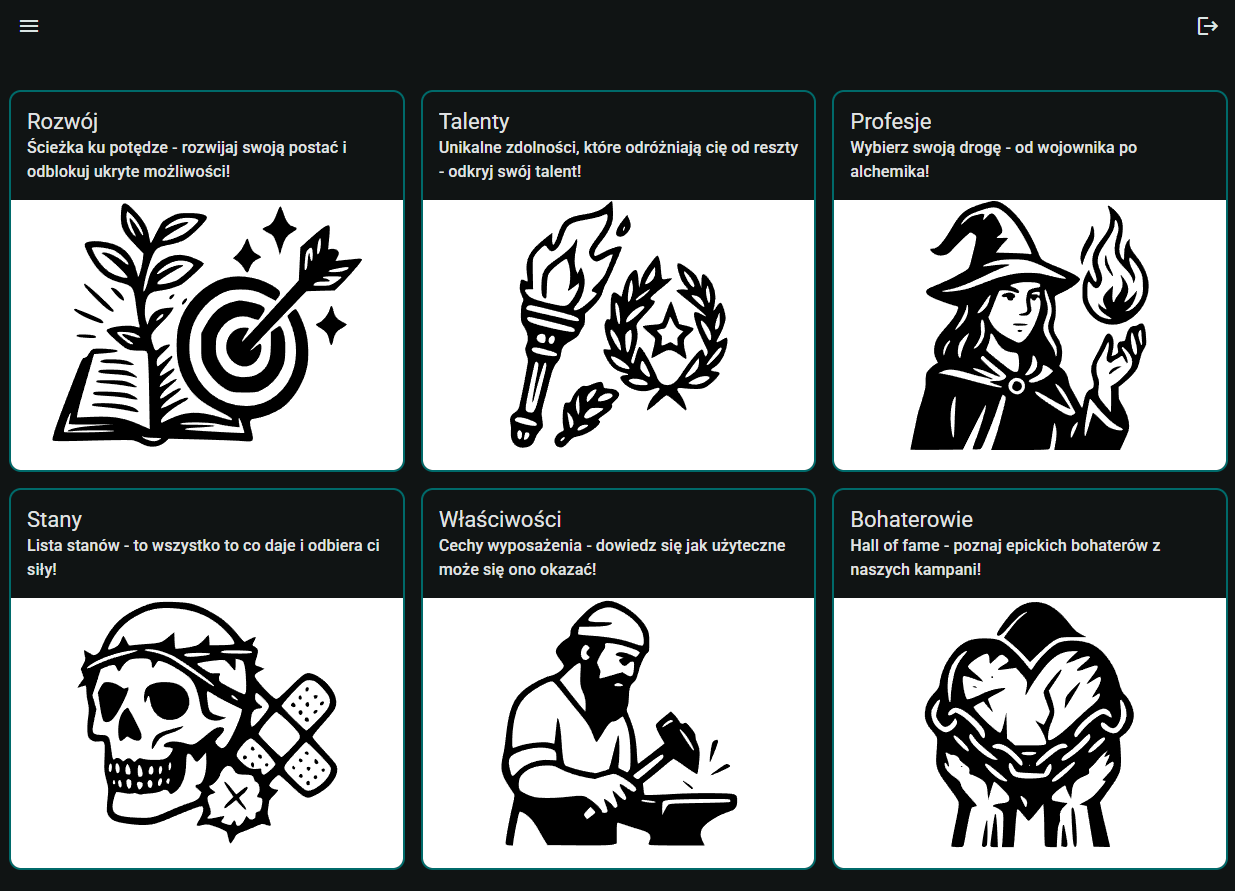 Rozwój
Ścieżka ku potędze - rozwijaj swoją postać i
odblokuj ukryte możliwości!
Talenty
Unikalne zdolności, które odróżniają cię od reszty
- odkryj swój talent!
Profesje
Wybierz swoją drogę - od wojownika po
alchemika!
Stany
Lista stanów - to wszystko to co daje i odbiera ci
siły!
Właściwości
Cechy wyposażenia - dowiedz się jak użyteczne
może się ono okazać!
Bohaterowie
Hall of fame - poznaj epickich bohaterów z
naszych kampani!